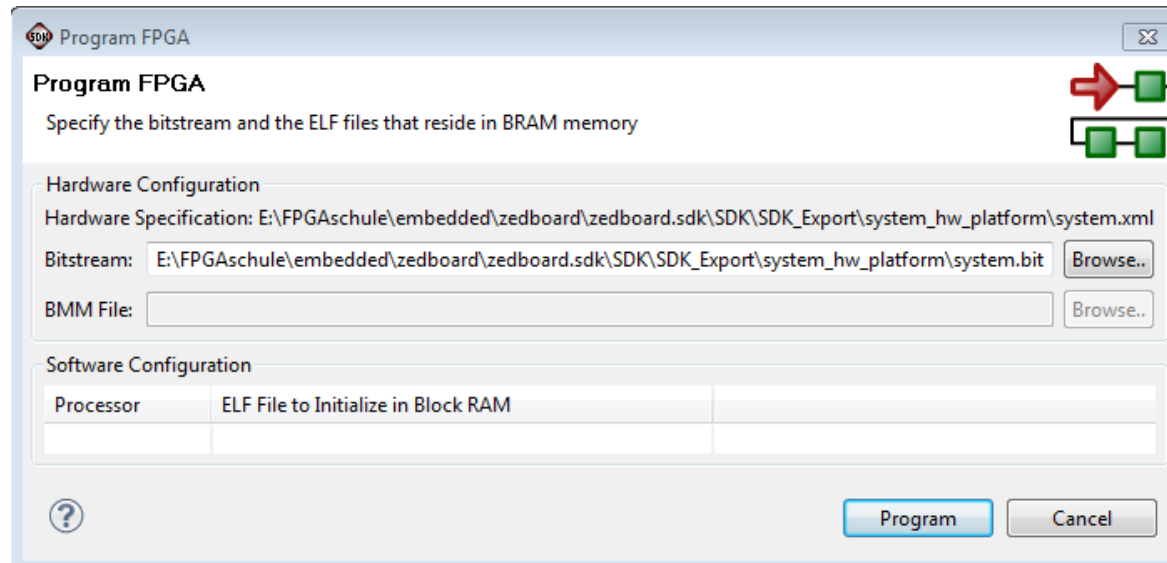 SDK Program FPGA
Program FPGA
Specify the bitstream and the ELF files that reside in BRAM memory
Hardware Configuration
Hardware Specification: E:\FPGAschule\embedded\zedboard\zedboard.sdk\SDK\SDK_Export\system_hw_platform\system.xml
Bitstream: E:\FPGAschule\embedded\zedboard\zedboard.sdk\SDK\SDK_Export\system_hw_platform\system.bit Browse..
BMM File: Browse..
Software Configuration
Processor ELF File to Initialize in Block RAM
? Program Cancel